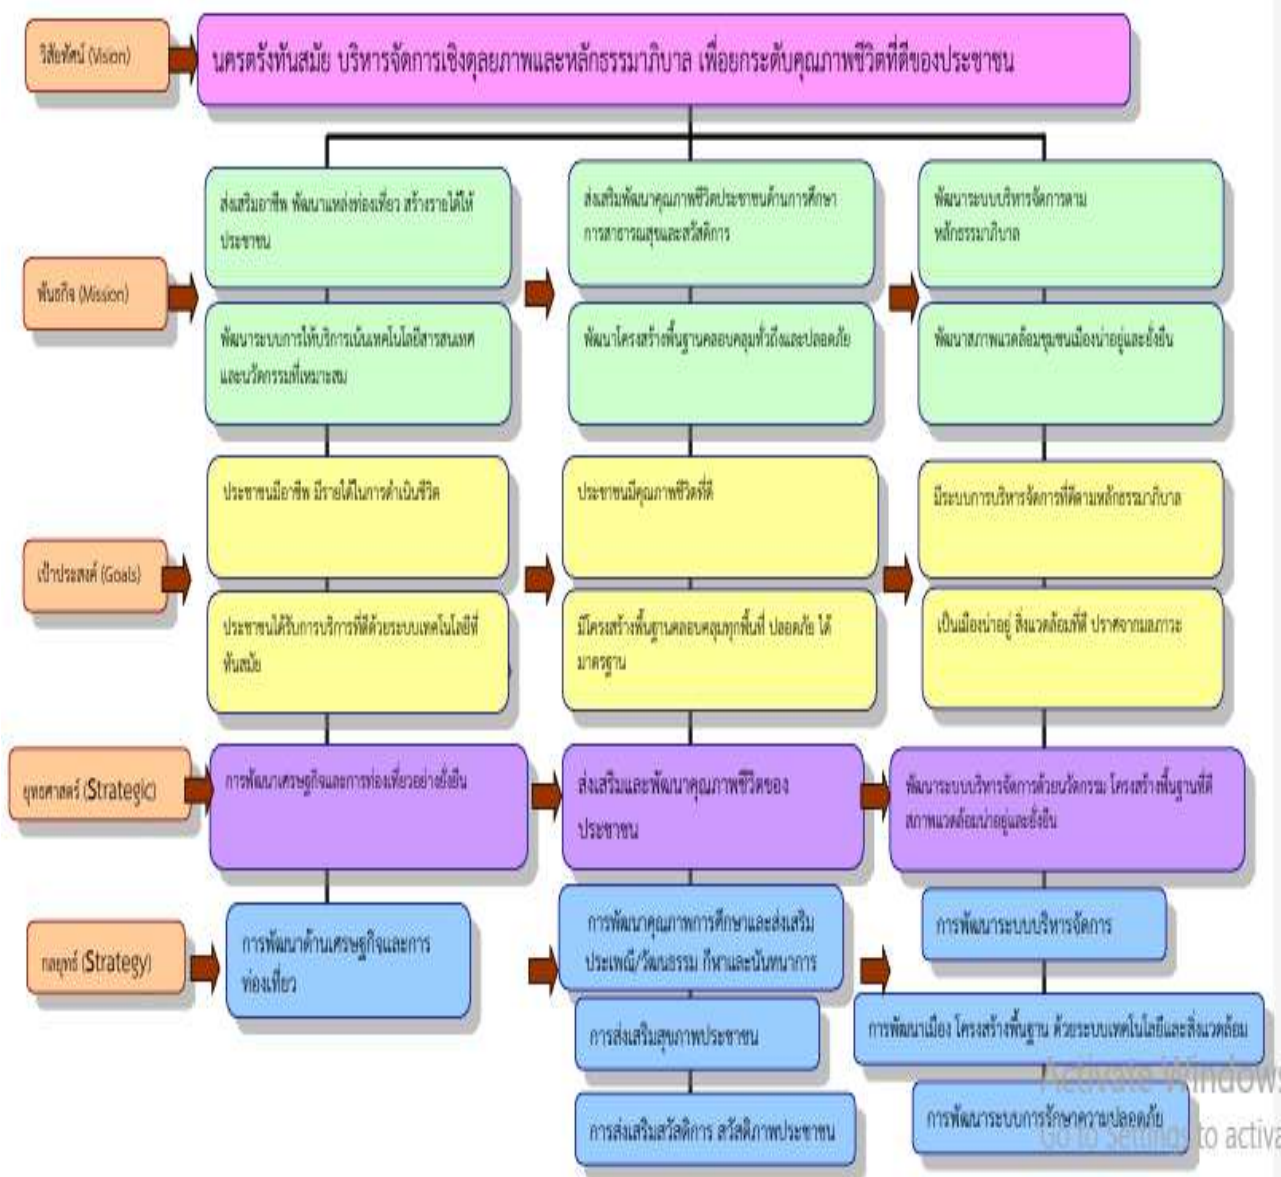 วิสัยทัศน์ (Vision)
นครตรังทันสมัย บริหารจัดการเชิงดุลยภาพและหลักธรรมาภิบาล เพื่อยกระดับคุณภาพชีวิตที่ดีของประชาชน
พันธกิจ (Mission)
ส่งเสริมอาชีพ พัฒนาแหล่งท่องเที่ยว สร้างรายได้ให้
ประชาชน
ส่งเสริมพัฒนาคุณภาพชีวิตประชาชนด้านการศึกษา
การสาธารณสุขและสวัสดิการ
พัฒนาระบบบริหารจัดการตาม
หลักธรรมาภิบาล
พัฒนาระบบการให้บริการเน้นเทคโนโลยีสารสนเทศ
และนวัตกรรมที่เหมาะสม
พัฒนาโครงสร้างพื้นฐานคลอบคลุมทั่วถึงและปลอดภัย
พัฒนาสภาพแวดล้อมชุมชนเมืองน่าอยู่และยั่งยืน
เป้าประสงค์ (Goals)
ประชาชนมีอาชีพ มีรายได้ในการดำเนินชีวิต
ประชาชนมีคุณภาพชีวิตที่ดี
มีระบบการบริหารจัดการที่ดีตามหลักธรรมาภิบาล
ประชาชนได้รับการบริการที่ดีด้วยระบบเทคโนโลยีที่
ทันสมัย
มีโครงสร้างพื้นฐานคลอบคลุมทุกพื้นที่ ปลอดภัย ได้
มาตรฐาน
เป็นเมืองน่าอยู่ สิ่งแวดล้อมที่ดี ปราศจากมลภาวะ
ยุทธศาสตร์ (Strategic)
การพัฒนาเศรษฐกิจและการท่องเที่ยวอย่างยั่งยืน
ส่งเสริมและพัฒนาคุณภาพชีวิตของ
ประชาชน
พัฒนาระบบบริหารจัดการด้วยนวัตกรรม โครงสร้างพื้นฐานที่ดี
สภาพแวดล้อมน่าอยู่และยั่งยืน
กลยุทธ์ (Strategy)
การพัฒนาด้านเศรษฐกิจและการ
ท่องเที่ยว
การพัฒนาคุณภาพการศึกษาและส่งเสริม
ประเพณี/วัฒนธรรม กีฬาและนันทนาการ
การส่งเสริมสุขภาพประชาชน
การส่งเสริมสวัสดิการ สวัสดิภาพประชาชน
การพัฒนาระบบบริหารจัดการ
การพัฒนาเมือง โครงสร้างพื้นฐาน ด้วยระบบเทคโนโลยีและสิ่งแวดล้อม
การพัฒนาระบบการรักษาความปลอดภัย
Activate Windows
Go to Settings to activa